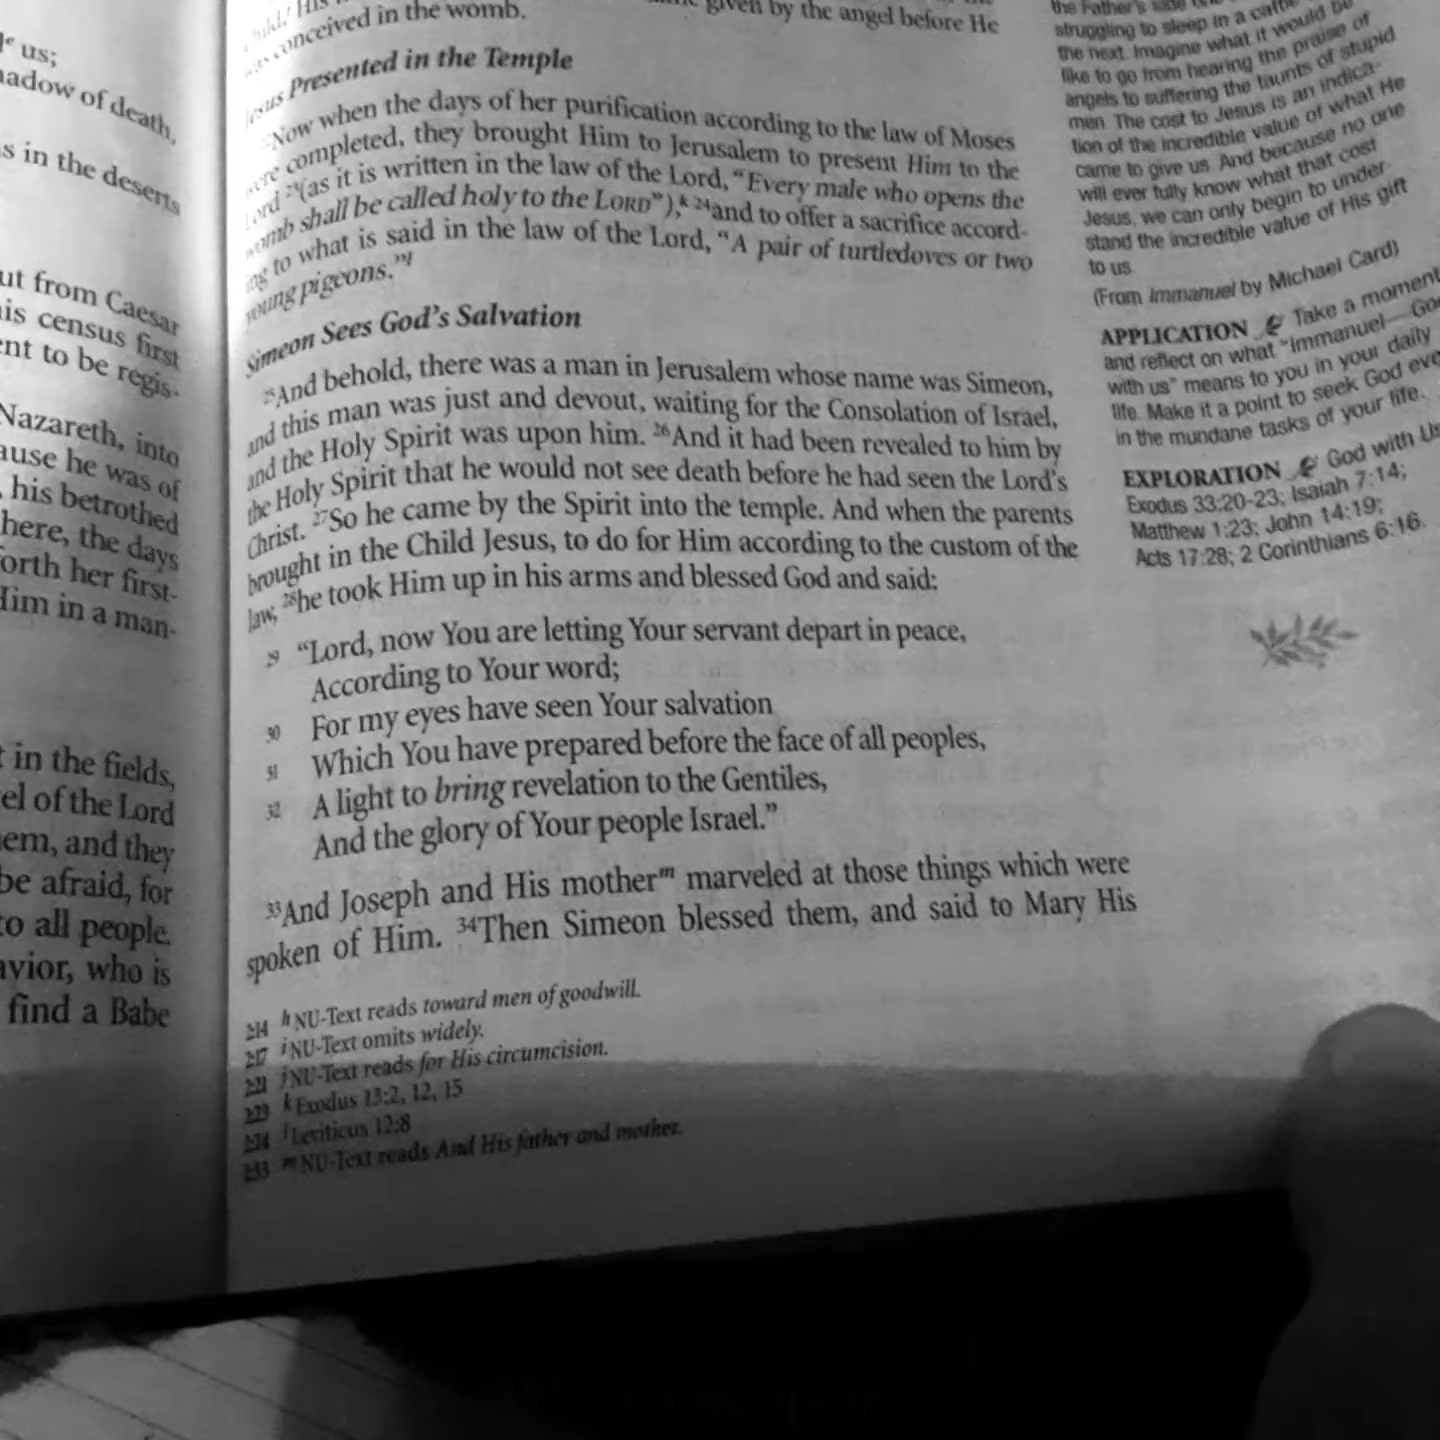 us;
hadow of death,
s in the deserts
ut from Caesar
is census first
ent to be regis-
Nazareth, into
ause he was of
, his betrothed
here, the days
orth her first-
Him in a man-
t in the fields,
el of the Lord
em, and they
be afraid, for
to all people.
avior, who is
find a Babe
given by the angel before He
was conceived in the womb.
Jesus Presented in the Temple
Now when the days of her purification according to the law of Moses
were completed, they brought Him to Jerusalem to present Him to the
Lord 23(as it is written in the law of the Lord, “Every male who opens the
womb shall be called holy to the LORD”),k 24and to offer a sacrifice accord-
ing to what is said in the law of the Lord, “A pair of turtledoves or two
young pigeons.”l
Simeon Sees God’s Salvation
25And behold, there was a man in Jerusalem whose name was Simeon,
and this man was just and devout, waiting for the Consolation of Israel,
and the Holy Spirit was upon him. 26And it had been revealed to him by
the Holy Spirit that he would not see death before he had seen the Lord’s
Christ. 27So he came by the Spirit into the temple. And when the parents
brought in the Child Jesus, to do for Him according to the custom of the
law, 28he took Him up in his arms and blessed God and said:
29 “Lord, now You are letting Your servant depart in peace,
According to Your word;
30 For my eyes have seen Your salvation
31 Which You have prepared before the face of all peoples,
32 A light to bring revelation to the Gentiles,
And the glory of Your people Israel.”
33And Joseph and His motherm marveled at those things which were
spoken of Him. 34Then Simeon blessed them, and said to Mary His
2:14 h NU-Text reads toward men of goodwill.
2:17 i NU-Text omits widely.
2:21 j NU-Text reads for His circumcision.
2:23 k Exodus 13:2, 12, 15
2:24 l Leviticus 12:8
2:33 m NU-Text reads And His father and mother.
the Father’s side
struggling to sleep in a
the next. Imagine what it would be
like to go from hearing the praise of
angels to suffering the taunts of stupid
men. The cost to Jesus is an indica-
tion of the incredible value of what He
came to give us. And because no one
will ever fully know what that cost
Jesus, we can only begin to under-
stand the incredible value of His gift
to us.
(From Immanuel by Michael Card)
APPLICATION Take a moment
and reflect on what “Immanuel—God
with us” means to you in your daily
life. Make it a point to seek God eve
in the mundane tasks of your life.
EXPLORATION God with Us
Exodus 33:20-23; Isaiah 7:14;
Matthew 1:23; John 14:19;
Acts 17:28; 2 Corinthians 6:16.